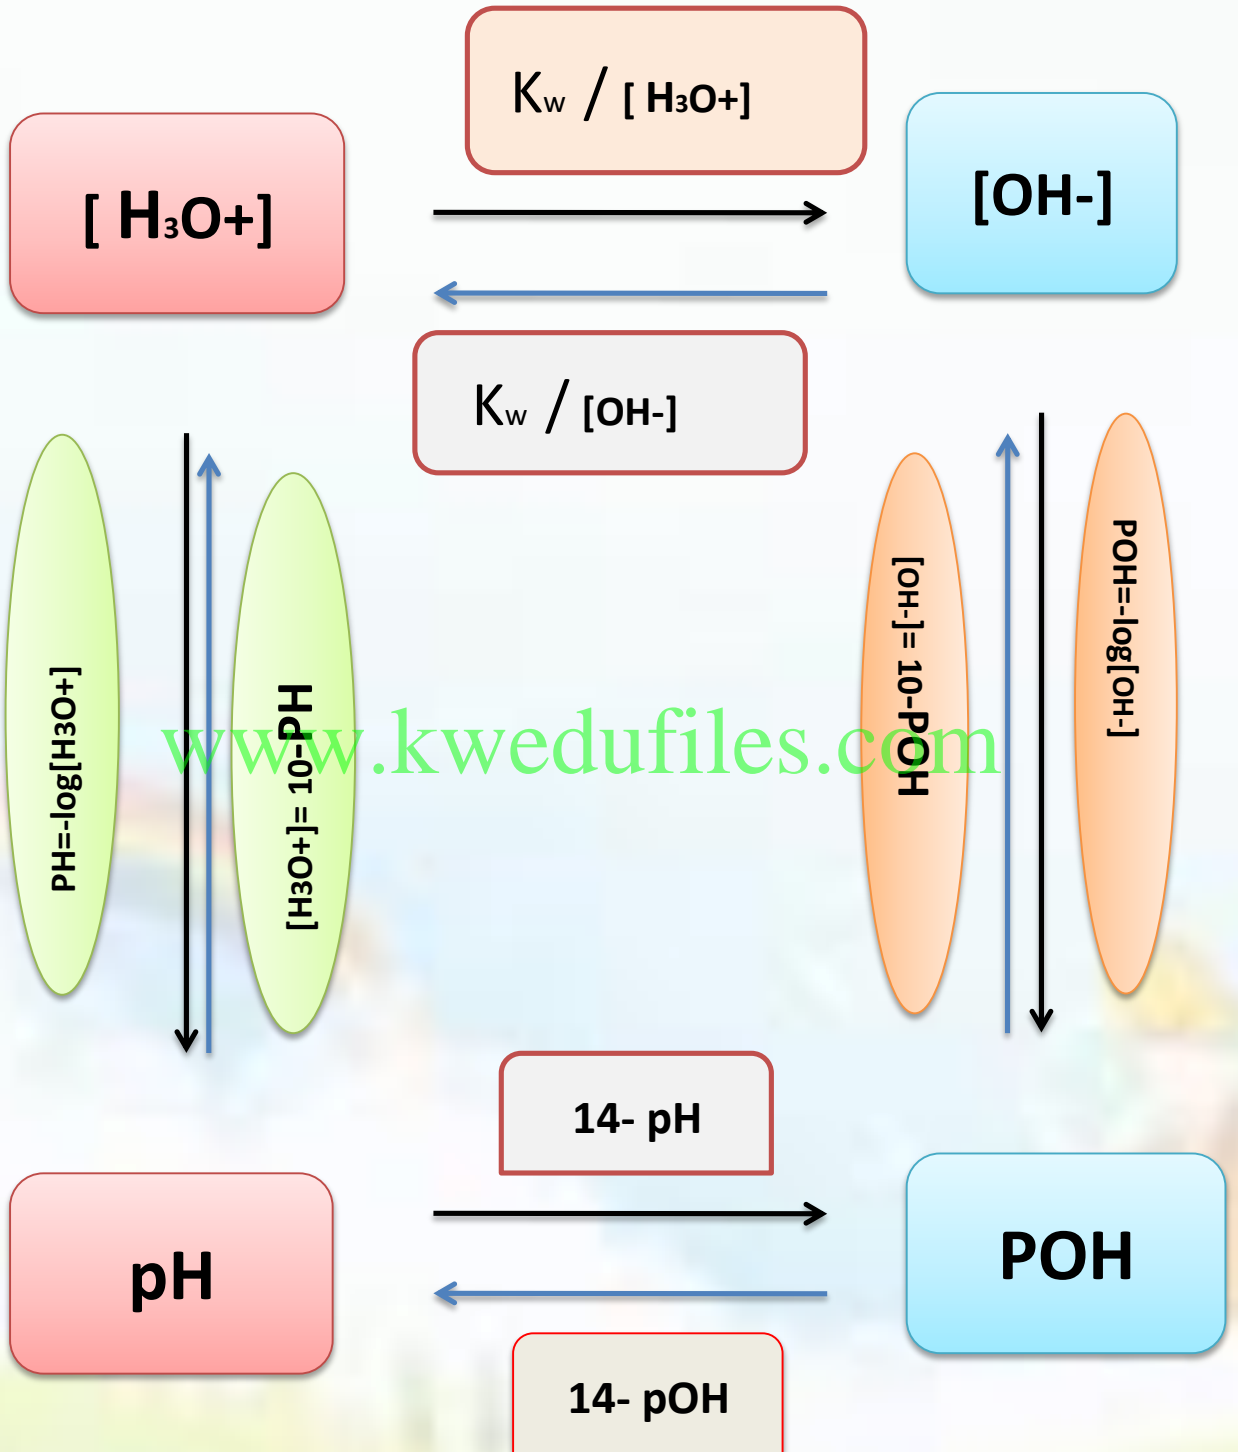 Kw / [ H3O+]
[ H3O+]
[OH-]
Kw / [OH-]
PH=-log[H3O+]
[H3O+]= 10-PH
[OH-]= 10-POH
POH=-log[OH-]
www.kwedufiles.com
14- pH
pH
POH
14- pOH